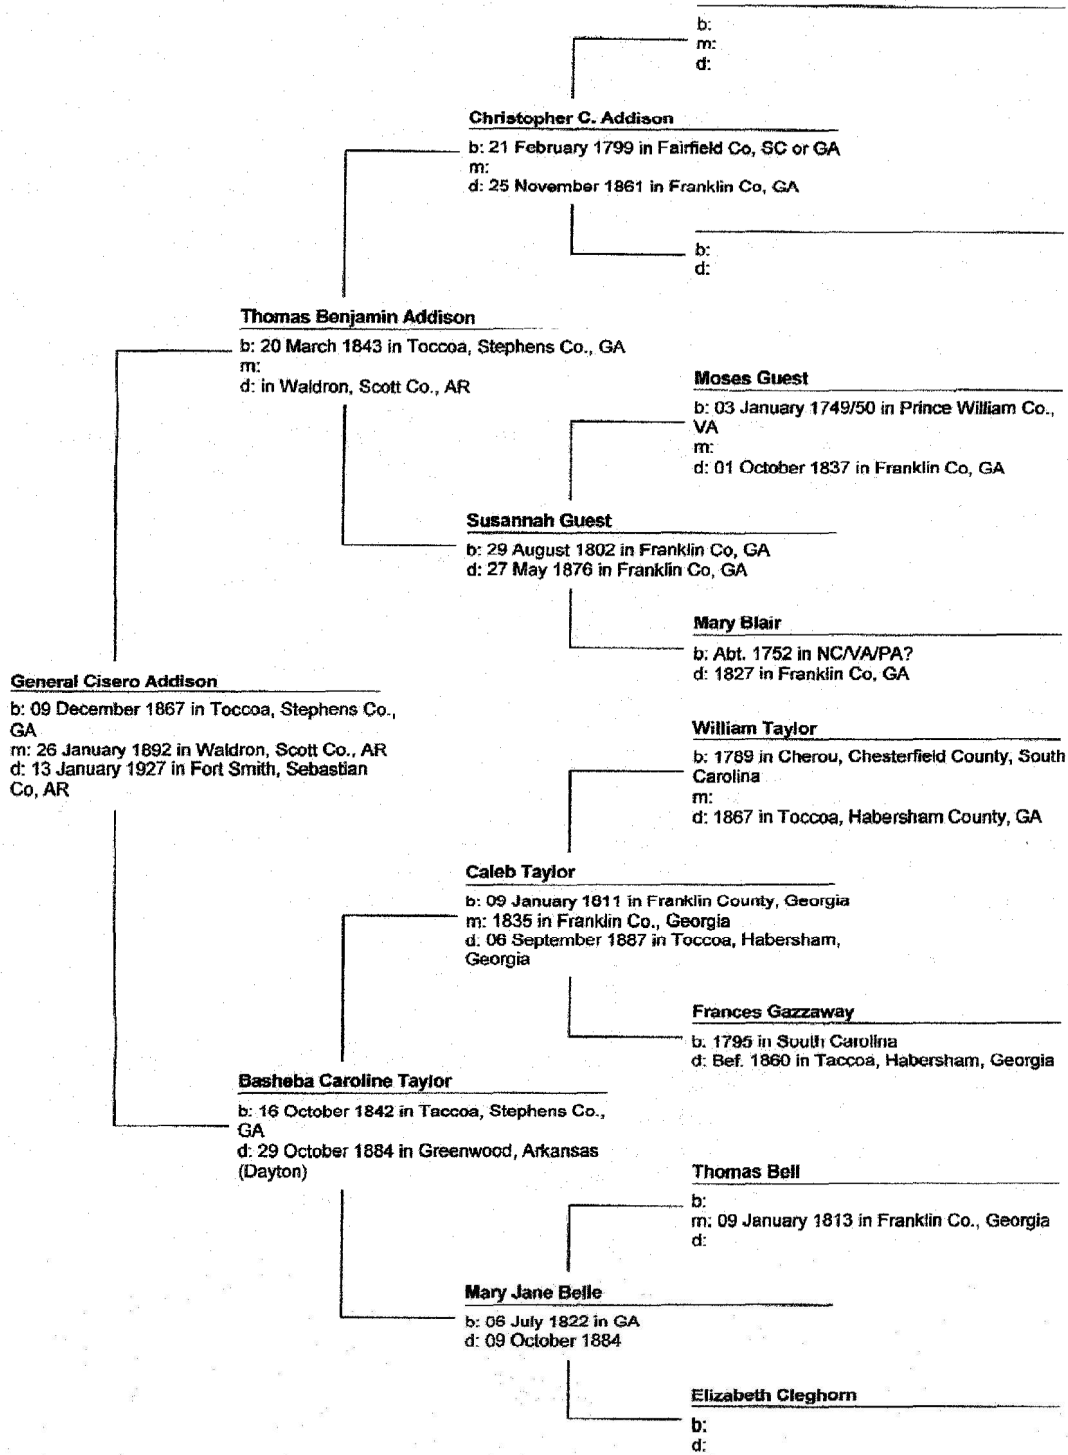 b:
m:
d:
Christopher C. Addison
b: 21 February 1799 in Fairfield Co, SC or GA
m:
d: 25 November 1861 in Franklin Co, GA
b:
d:
Thomas Benjamin Addison
b: 20 March 1843 in Toccoa, Stephens Co., GA
m:
d: in Waldron, Scott Co., AR
Moses Guest
b: 03 January 1749/50 in Prince William Co.,
VA
m:
d: 01 October 1837 in Franklin Co, GA
Susannah Guest
b: 29 August 1802 in Franklin Co, GA
d: 27 May 1876 in Franklin Co, GA
Mary Blair
b: Abt. 1752 in NC/VA/PA?
d: 1827 in Franklin Co, GA
General Cisero Addison
b: 09 December 1867 in Toccoa, Stephens Co.,
GA
m: 26 January 1892 in Waldron, Scott Co., AR
d: 13 January 1927 in Fort Smith, Sebastian
Co, AR
William Taylor
b: 1789 in Cherou, Chesterfield County, South
Carolina
m:
d: 1867 in Toccoa, Habersham County, GA
Caleb Taylor
b: 09 January 1811 in Franklin County, Georgia
m: 1835 in Franklin Co., Georgia
d: 06 September 1887 in Toccoa, Habersham,
Georgia
Frances Gazzaway
b: 1795 in South Carolina
d: Bef. 1860 in Taccoa, Habersham, Georgia
Basheba Caroline Taylor
b: 16 October 1842 in Taccoa, Stephens Co.,
GA
d: 29 October 1884 in Greenwood, Arkansas
(Dayton)
Thomas Bell
b:
m: 09 January 1813 in Franklin Co., Georgia
d:
Mary Jane Belle
b: 06 July 1822 in GA
d: 09 October 1884
Elizabeth Cleghorn
b:
d: